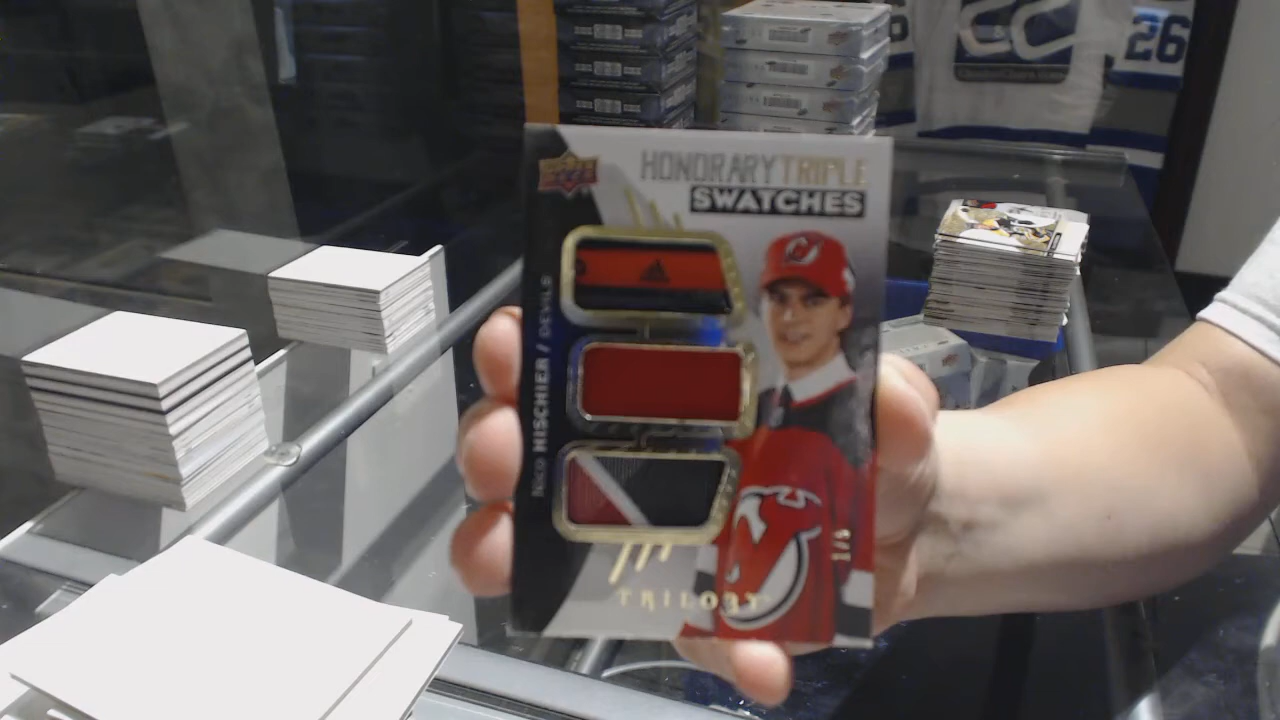 HONORARY TRIPLE
SWATCHES
NICO HISCHIER / DEVILS
TRILOGY
26